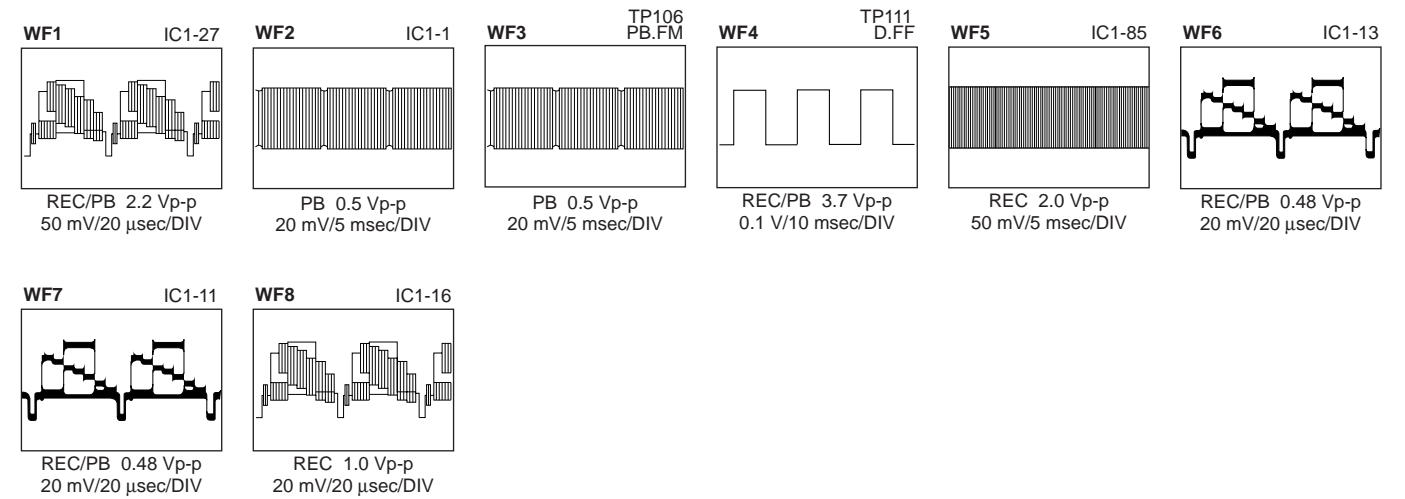 WF1 IC1-27
REC/PB 2.2 Vp-p
50 mV/20 µsec/DIV
WF2 IC1-1
PB 0.5 Vp-p
20 mV/5 msec/DIV
TP106
WF3 PB.FM
PB 0.5 Vp-p
20 mV/5 msec/DIV
TP111
WF4 D.FF
REC/PB 3.7 Vp-p
0.1 V/10 msec/DIV
WF5 IC1-85
REC 2.0 Vp-p
50 mV/5 msec/DIV
WF6 IC1-13
REC/PB 0.48 Vp-p
20 mV/20 µsec/DIV
WF7 IC1-11
REC/PB 0.48 Vp-p
20 mV/20 µsec/DIV
WF8 IC1-16
REC 1.0 Vp-p
20 mV/20 µsec/DIV